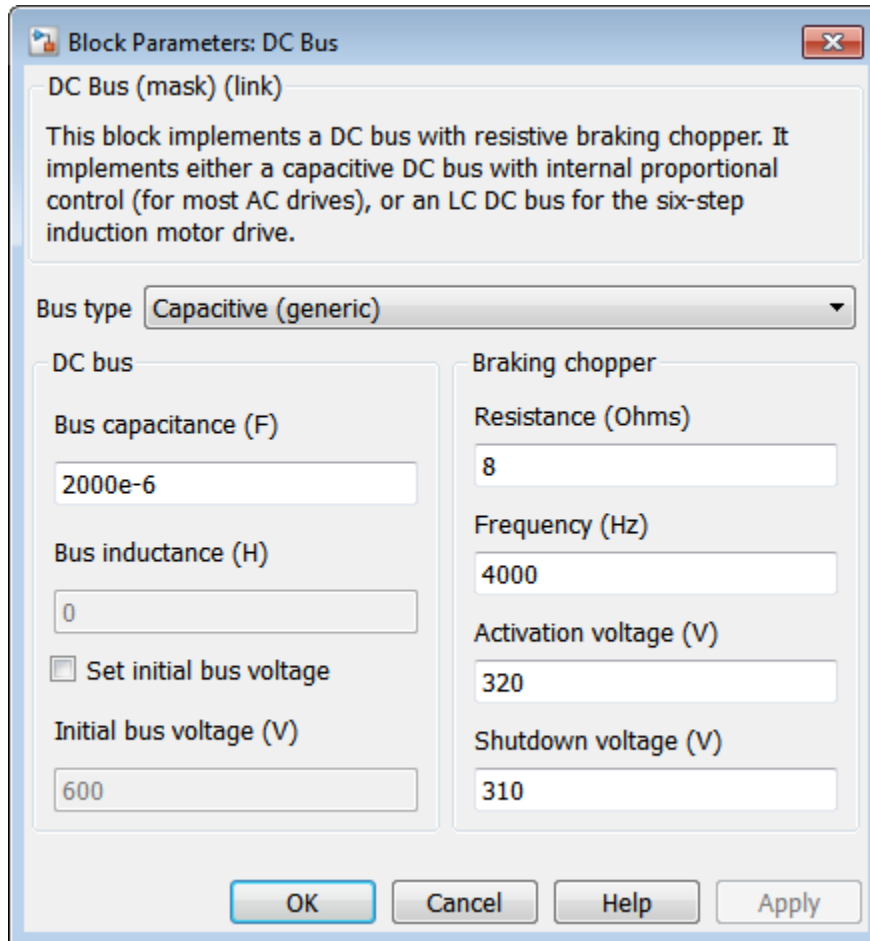 Block Parameters: DC Bus
DC Bus (mask) (link)
This block implements a DC bus with resistive braking chopper. It
implements either a capacitive DC bus with internal proportional
control (for most AC drives), or an LC DC bus for the six-step
induction motor drive.
Bus type Capacitive (generic)
DC bus
Bus capacitance (F)
2000e-6
Bus inductance (H)
0
Set initial bus voltage
Initial bus voltage (V)
600
Braking chopper
Resistance (Ohms)
8
Frequency (Hz)
4000
Activation voltage (V)
320
Shutdown voltage (V)
310
OK Cancel Help Apply